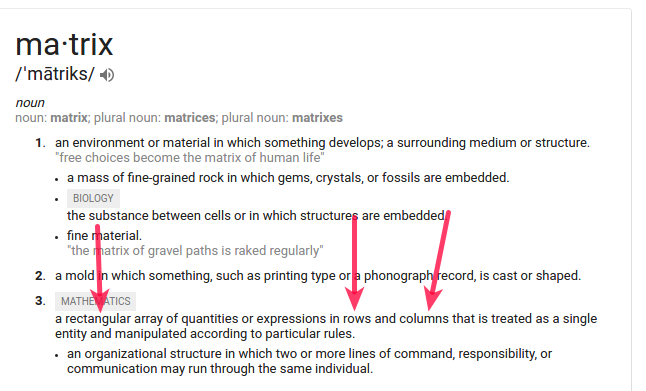 ma·trix
/ˈmātriks/
noun
noun: matrix; plural noun: matrices; plural noun: matrixes
1. an environment or material in which something develops; a surrounding medium or structure.
"free choices become the matrix of human life"
• a mass of fine-grained rock in which gems, crystals, or fossils are embedded.
• BIOLOGY
the substance between cells or in which structures are embedded.
• fine material.
"the matrix of gravel paths is raked regularly"
2. a mold in which something, such as printing type or a phonograph record, is cast or shaped.
3. MATHEMATICS
a rectangular array of quantities or expressions in rows and columns that is treated as a single
entity and manipulated according to particular rules.
• an organizational structure in which two or more lines of command, responsibility, or
communication may run through the same individual.